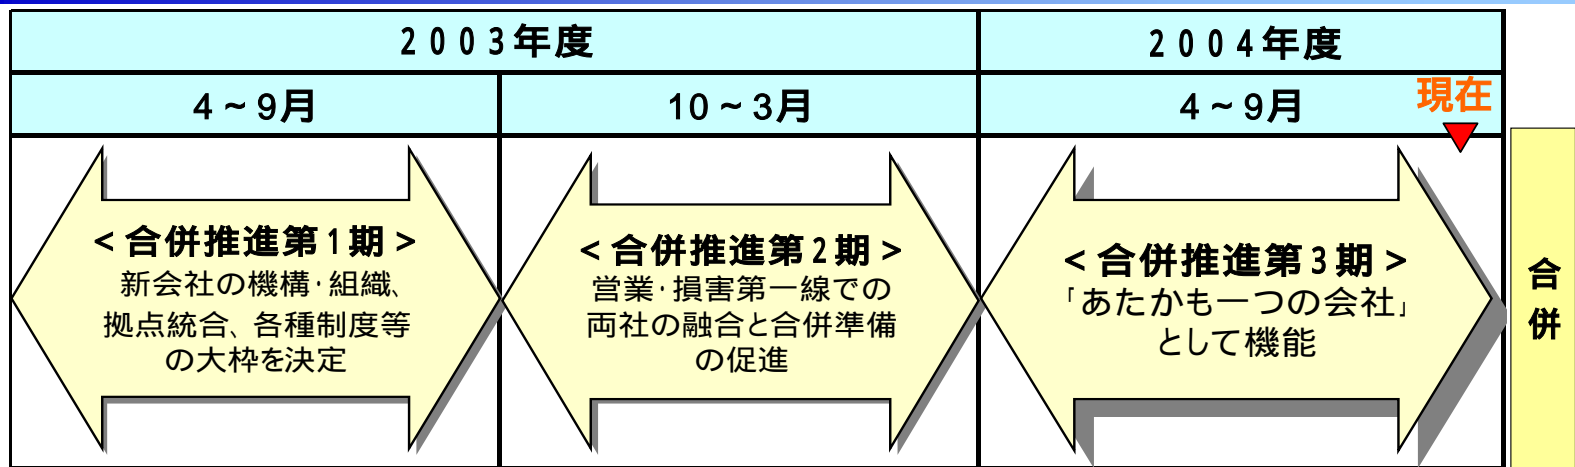 2003年度
2004年度
4~9月
10~3月
4~9月
現在
<合併推進第1期>
新会社の機構・組織、
拠点統合、各種制度等
の大枠を決定
<合併推進第2期>
営業・損害第一線での
両社の融合と合併準備
の促進
<合併推進第3期>
「あたかも一つの会社」
として機能
合併